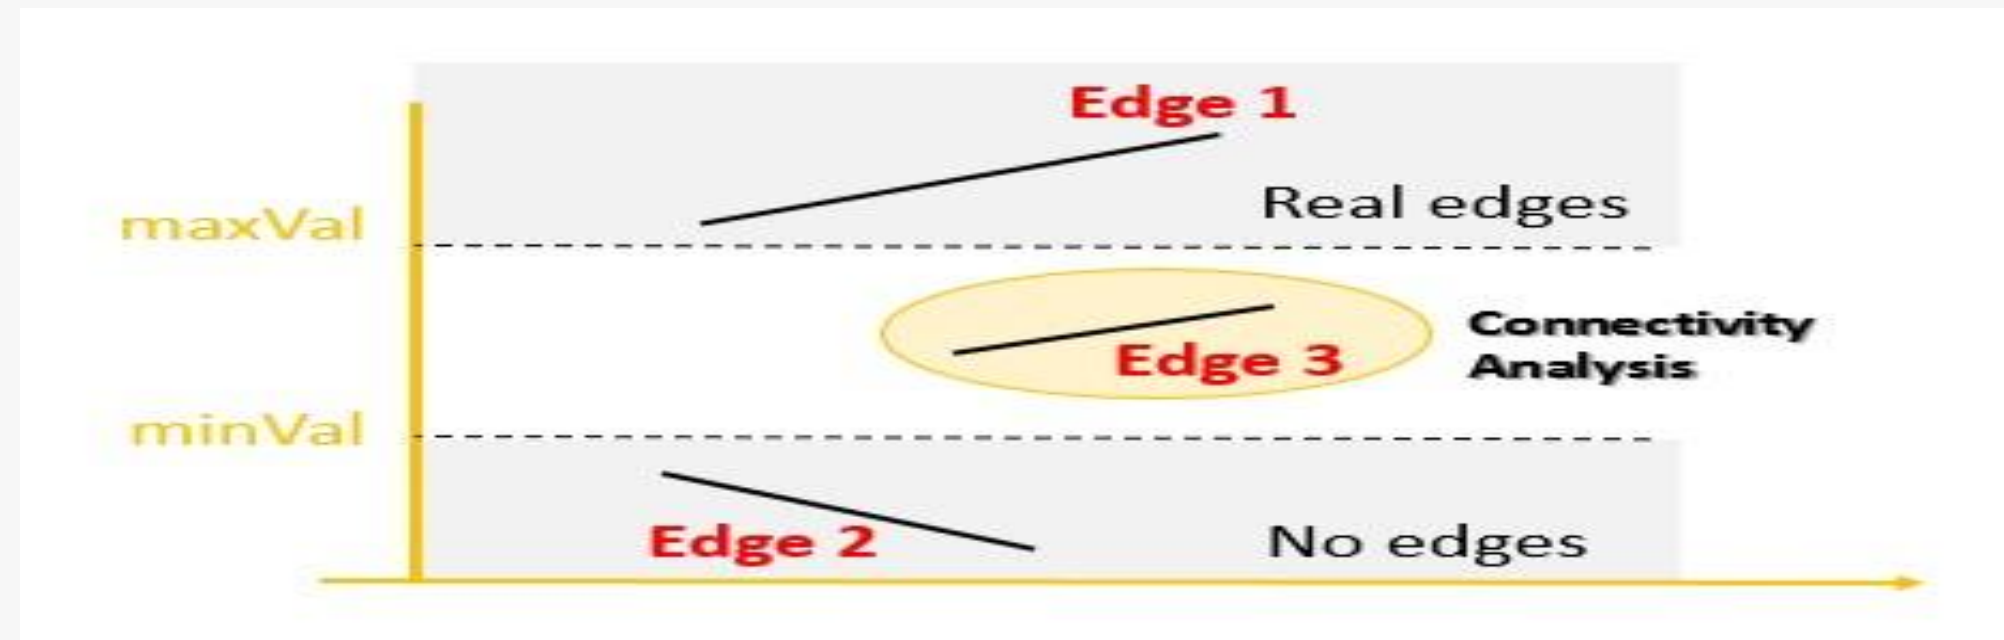 Edge 1
Real edges
maxVal
Connectivity
Analysis
Edge 3
minVal
Edge 2
No edges